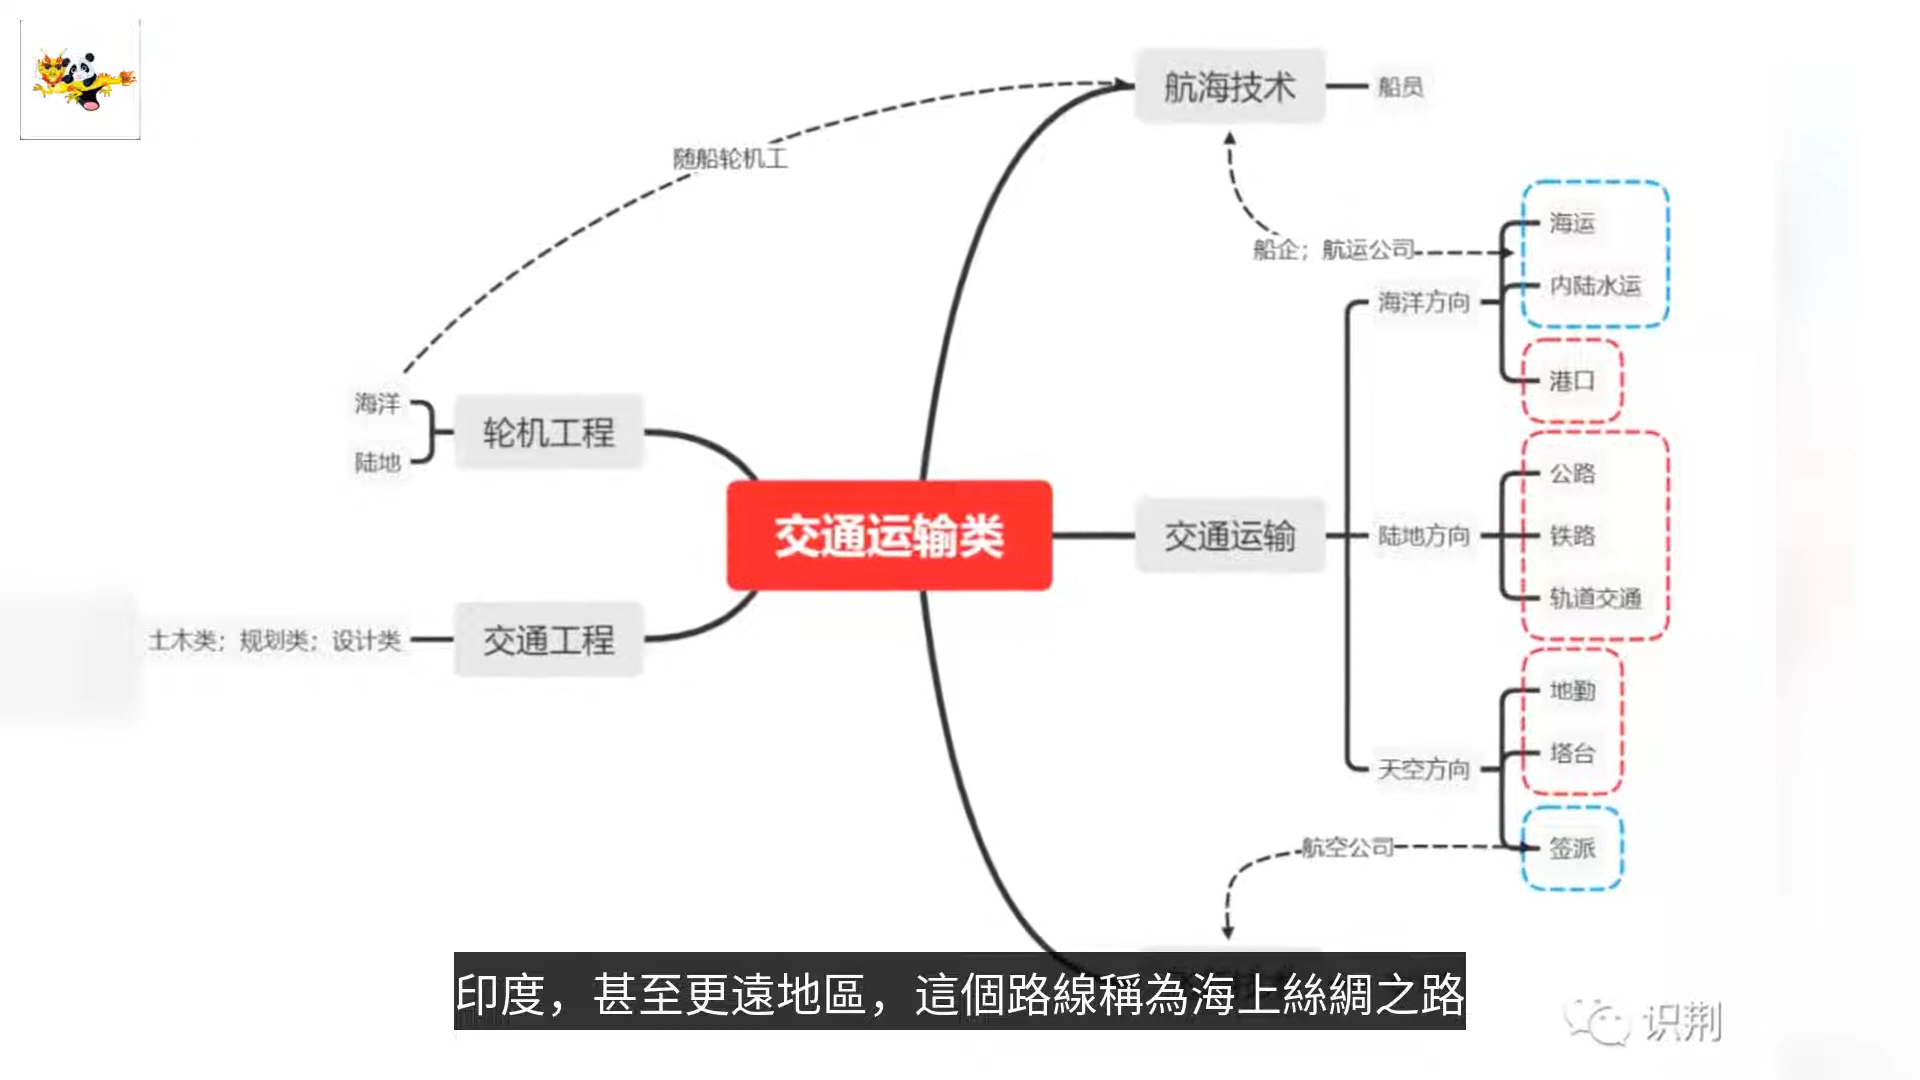 航海技术
船员
随船轮机工
海运
船企；航运公司
内陆水运
海洋方向
港口
海洋
轮机工程
陆地
公路
交通运输类
交通运输
陆地方向
铁路
轨道交通
土木类；规划类；设计类
交通工程
地勤
塔台
天空方向
航空公司
签派
印度，甚至更遠地區，這個路線稱為海上絲綢之路
识荆